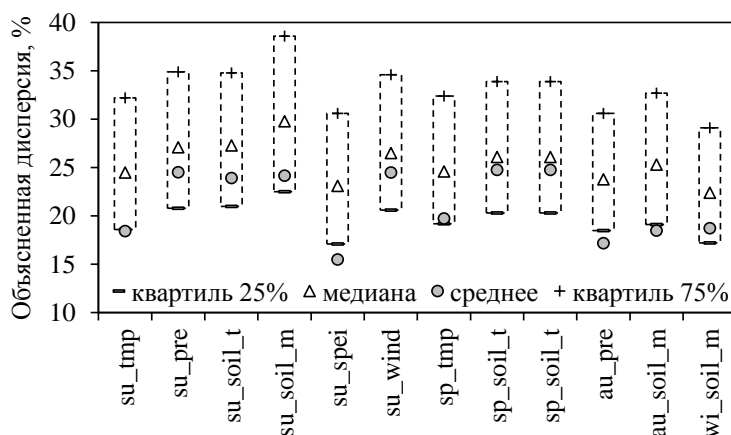 Объясненная дисперсия, %
40
35
30
25
20
15
10
квартиль 25% медиана среднее квартиль 75%
su_tmp
su_pre
su_soil_t
su_soil_m
su_spei
su_wind
sp_tmp
sp_soil_t
sp_soil_t
au_pre
au_soil_m
wi_soil_m